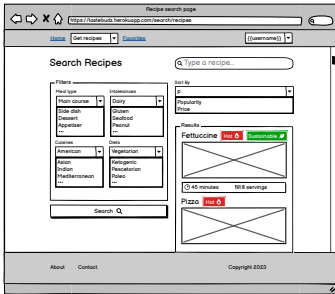 Recipe search page
https://tastebudz.herokuapp.com/search/recipes
Home
Get recipes
Favorites
{{username}}
Search Recipes
Type a recipe..
Filters
Meal type
Main course
Side dish
Dessert
Appetizer
...
Intolerances
Dairy
Gluten
Seafood
Peanut
...
Cuisines
American
Asian
Indian
Mediterranean
...
Diets
Vegetarian
Ketogenic
Pescetarian
Paleo
...
Search
Sort By
p
Popularity
Price
Results
Fettuccine Hot Sustainable
45 minutes 8 servings
Pizza Hot
About Contact Copyright 2023